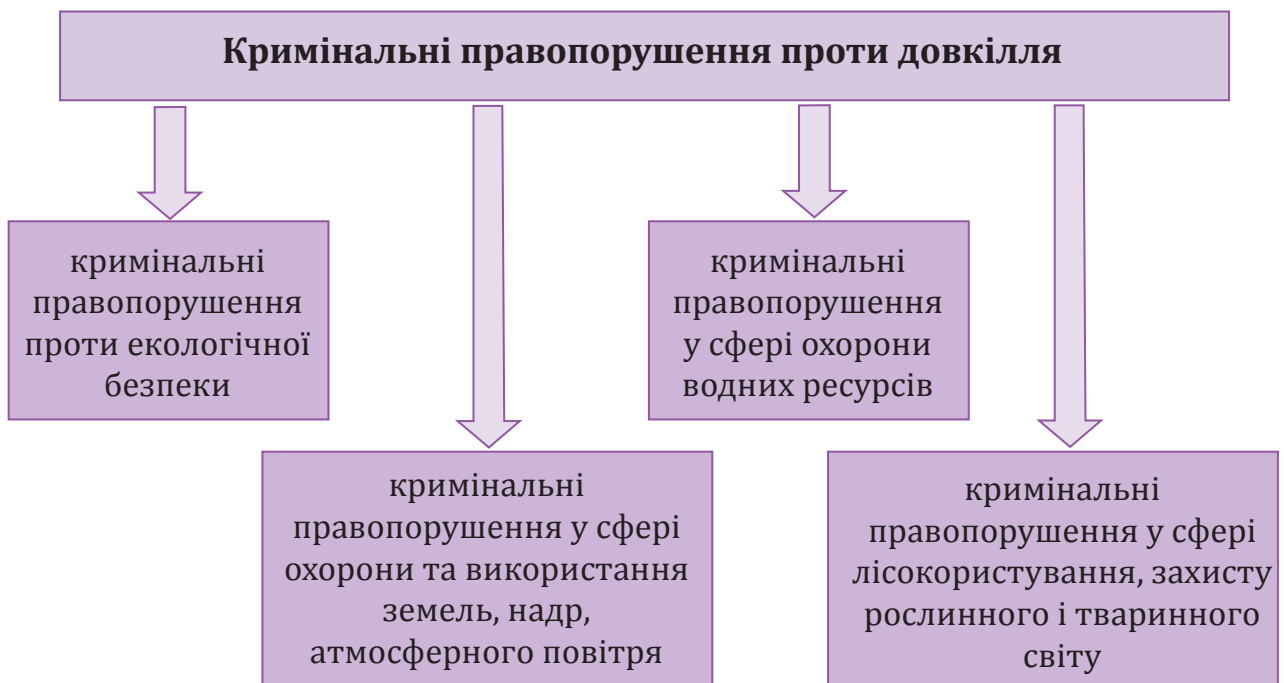 Кримінальні правопорушення проти довкілля
кримінальні
правопорушення
проти екологічної
безпеки
кримінальні
правопорушення
у сфері охорони
водних ресурсів
кримінальні
правопорушення у сфері
охорони та використання
земель, надр,
атмосферного повітря
кримінальні
правопорушення у сфері
лісокористування, захисту
рослинного і тваринного
світу